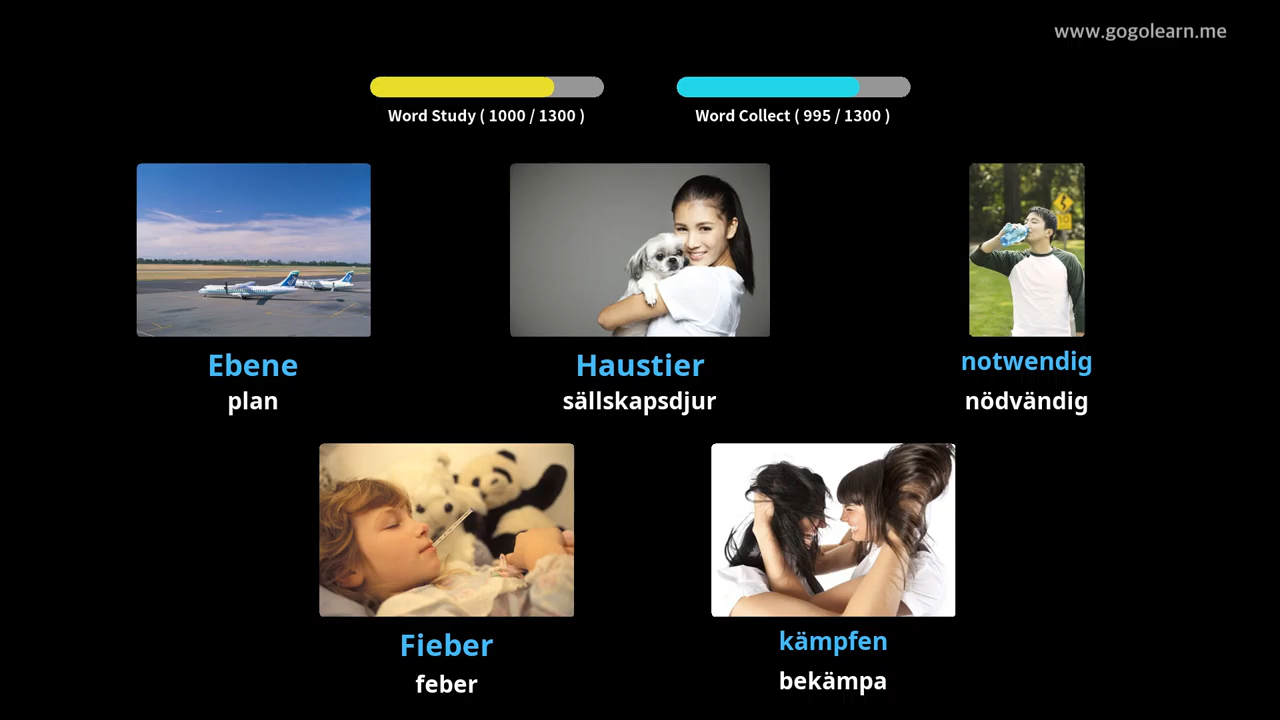 www.gogolearn.me
Word Study ( 1000 / 1300 )
Word Collect ( 995 / 1300 )
Ebene
plan
Haustier
sällskapsdjur
notwendig
nödvändig
Fieber
feber
kämpfen
bekämpa